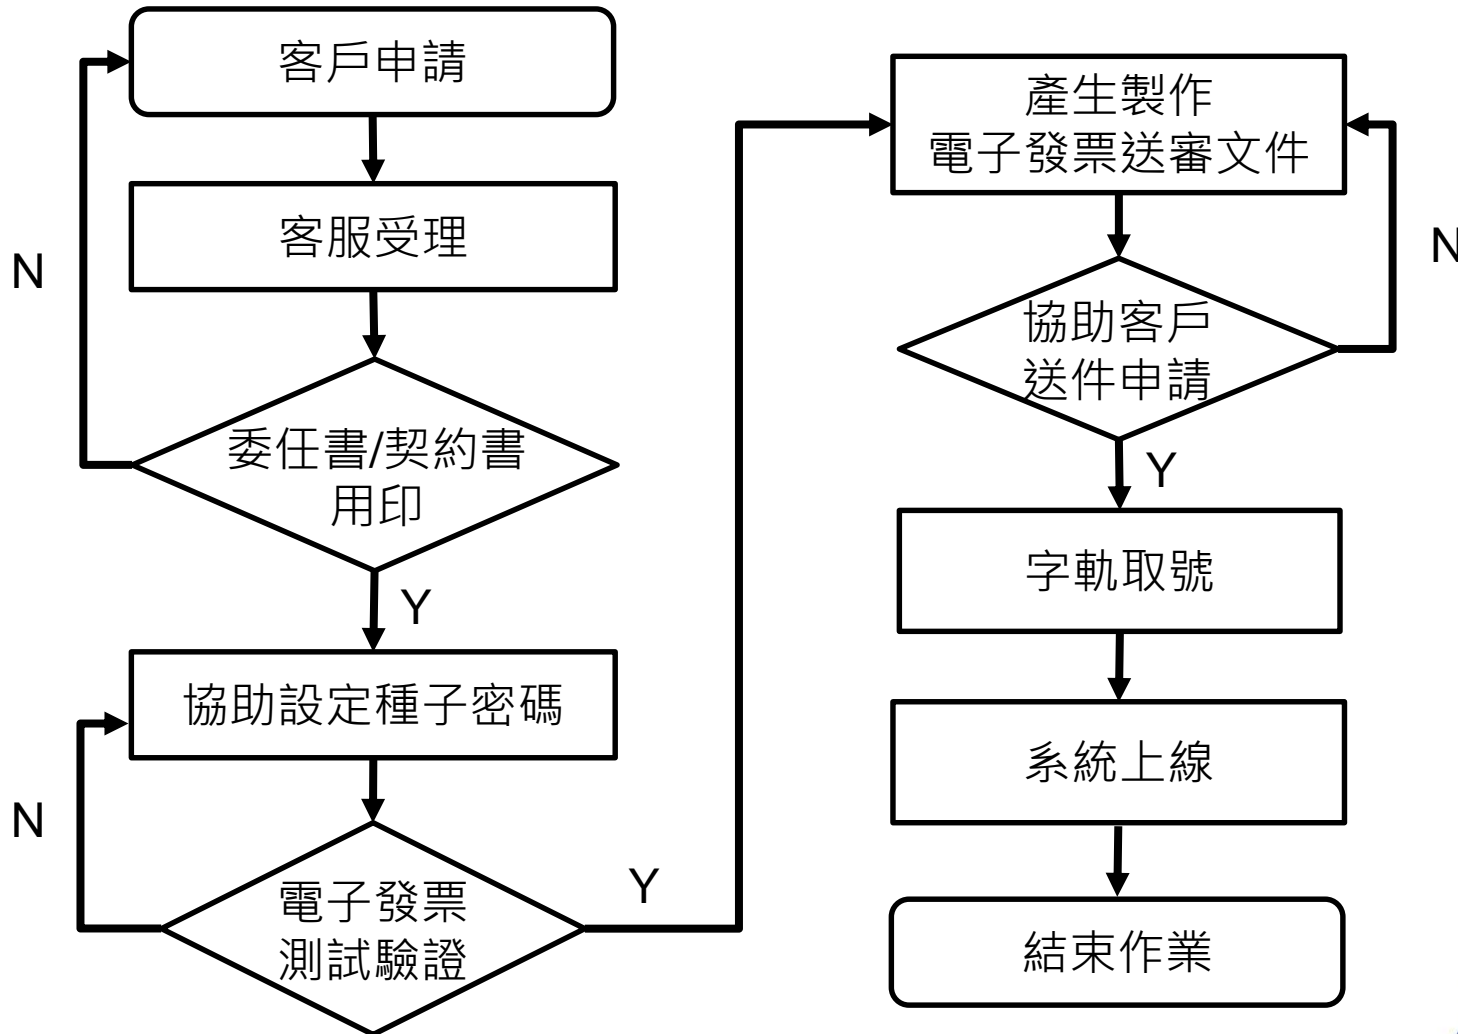 客戶申請
客服受理
N
委任書/契約書
用印
Y
協助設定種子密碼
N
電子發票
測試驗證
Y
產生製作
電子發票送審文件
N
協助客戶
送件申請
Y
字軌取號
系統上線
結束作業